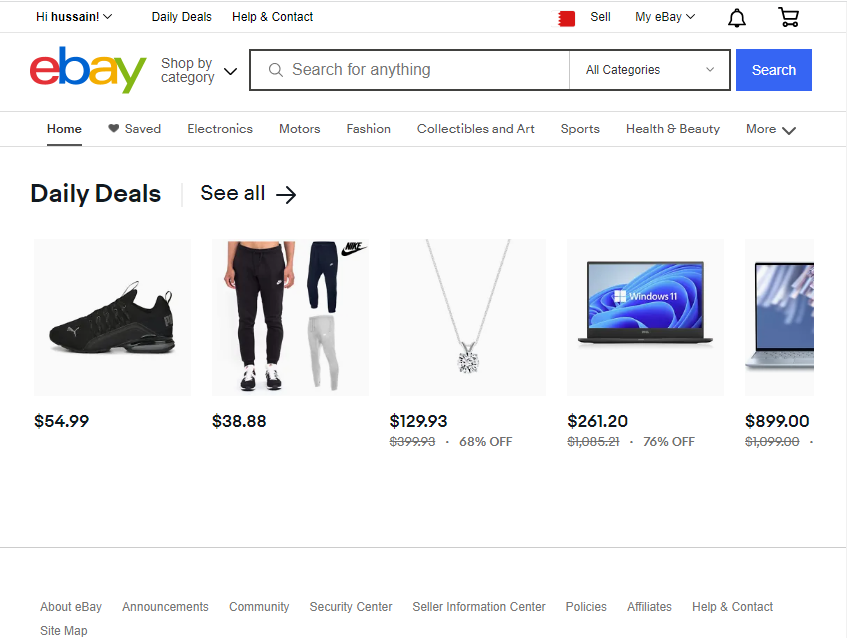 Hi hussain! Daily Deals Help & Contact Sell My eBay
ebay Shop by category Search for anything All Categories Search
Home Saved Electronics Motors Fashion Collectibles and Art Sports Health & Beauty More
Daily Deals See all
NIKE
Windows 11
$54.99 $38.88 $129.93 $261.20 $899.00
$399.93 · 68% OFF $1,085.21 · 76% OFF $1,099.00 ·
About eBay Announcements Community Security Center Seller Information Center Policies Affiliates Help & Contact
Site Map